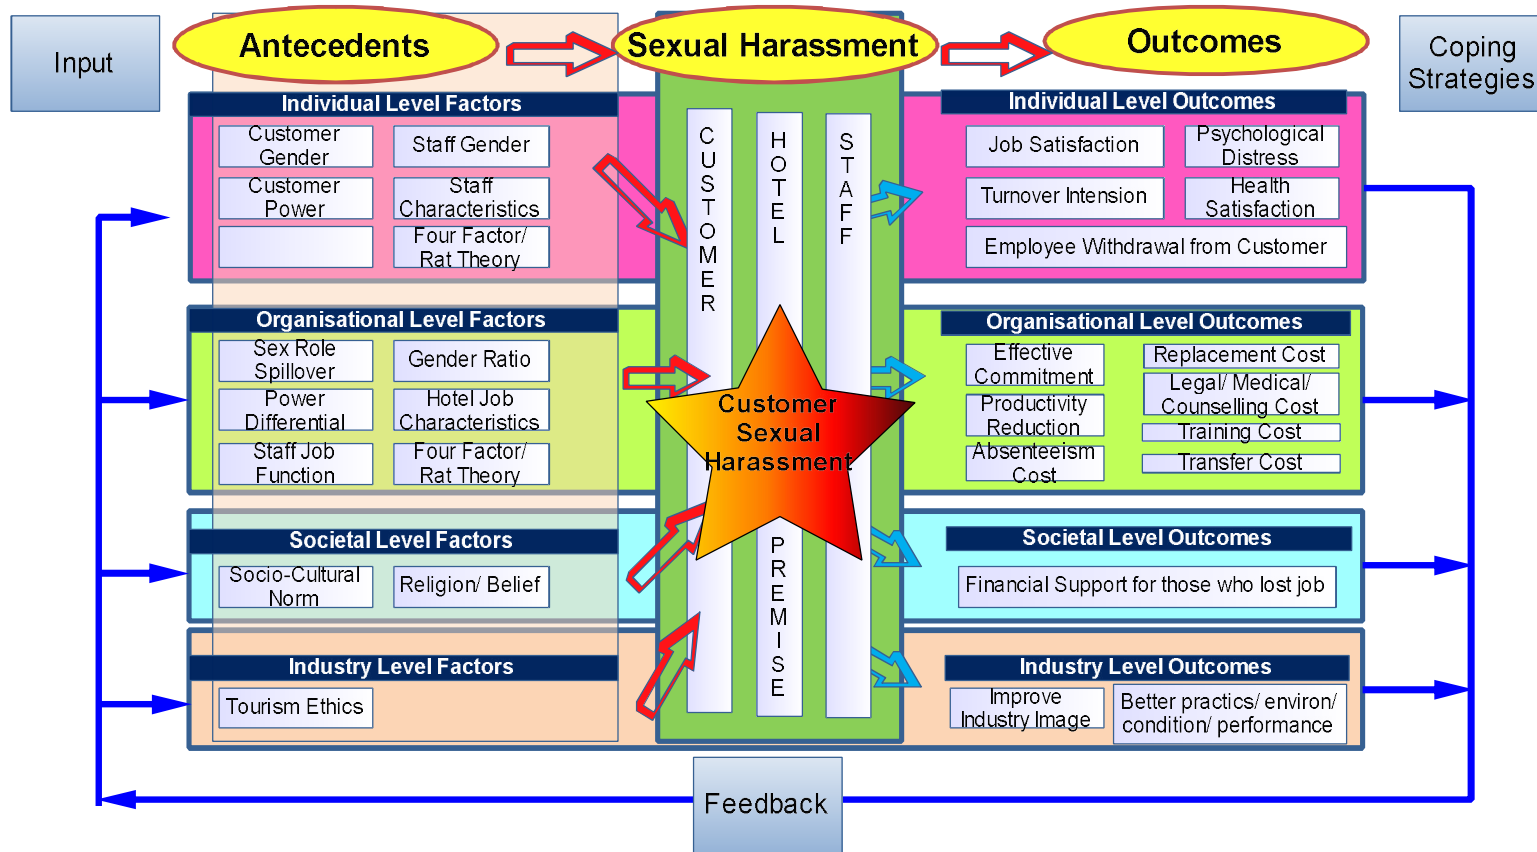 Input
Antecedents
Sexual Harassment
Outcomes
Coping
Strategies
Individual Level Factors
Customer
Gender
Staff Gender
Customer
Power
Staff
Characteristics
Four Factor/
Rat Theory
Organisational Level Factors
Sex Role
Spillover
Gender Ratio
Power
Differential
Hotel Job
Characteristics
Staff Job
Function
Four Factor/
Rat Theory
Societal Level Factors
Socio-Cultural
Norm
Religion/ Belief
Industry Level Factors
Tourism Ethics
CUSTOMER
HOTEL
PREMISE
STAFF
Customer
Sexual
Harassment
Individual Level Outcomes
Job Satisfaction
Psychological
Distress
Turnover Intension
Health
Satisfaction
Employee Withdrawal from Customer
Organisational Level Outcomes
Effective
Commitment
Replacement Cost
Legal/ Medical/
Counselling Cost
Productivity
Reduction
Training Cost
Absenteeism
Cost
Transfer Cost
Societal Level Outcomes
Financial Support for those who lost job
Industry Level Outcomes
Improve
Industry Image
Better practics/ environ/
condition/ performance
Feedback